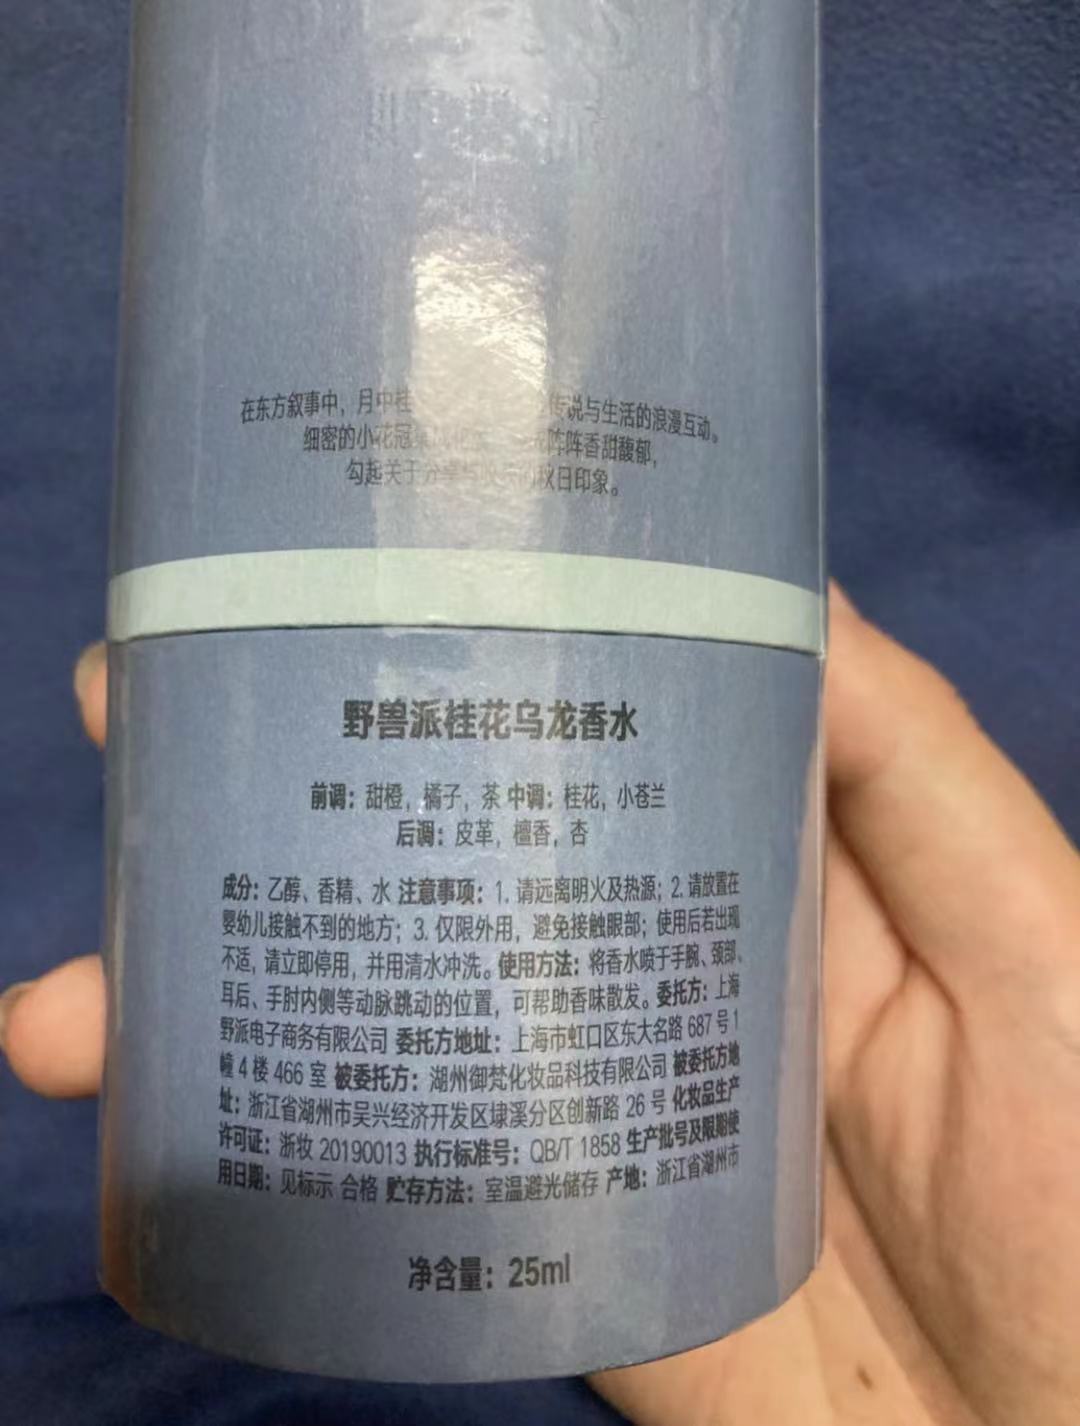 在东方叙事中，月中桂 传说与生活的浪漫互动。
细密的小花冠 阵阵香甜馥郁，
勾起关于分享与 的秋日印象。
野兽派桂花乌龙香水
前调：甜橙，橘子，茶 中调：桂花，小苍兰
后调：皮革，檀香，杏
成分：乙醇、香精、水 注意事项：1. 请远离明火及热源；2. 请放置在
婴幼儿接触不到的地方；3. 仅限外用，避免接触眼部；使用后若出现
不适，请立即停用，并用清水冲洗。使用方法：将香水喷于手腕、颈部、
耳后、手肘内侧等动脉跳动的位置，可帮助香味散发。委托方：上海
野派电子商务有限公司 委托方地址：上海市虹口区东大名路 687 号 1
幢 4 楼 466 室 被委托方：湖州御梵化妆品科技有限公司 被委托方地
址：浙江省湖州市吴兴经济开发区埭溪分区创新路 26 号 化妆品生产
许可证：浙妆 20190013 执行标准号：QB/T 1858 生产批号及限期使
用日期：见标示 合格 贮存方法：室温避光储存 产地：浙江省湖州市
净含量：25ml